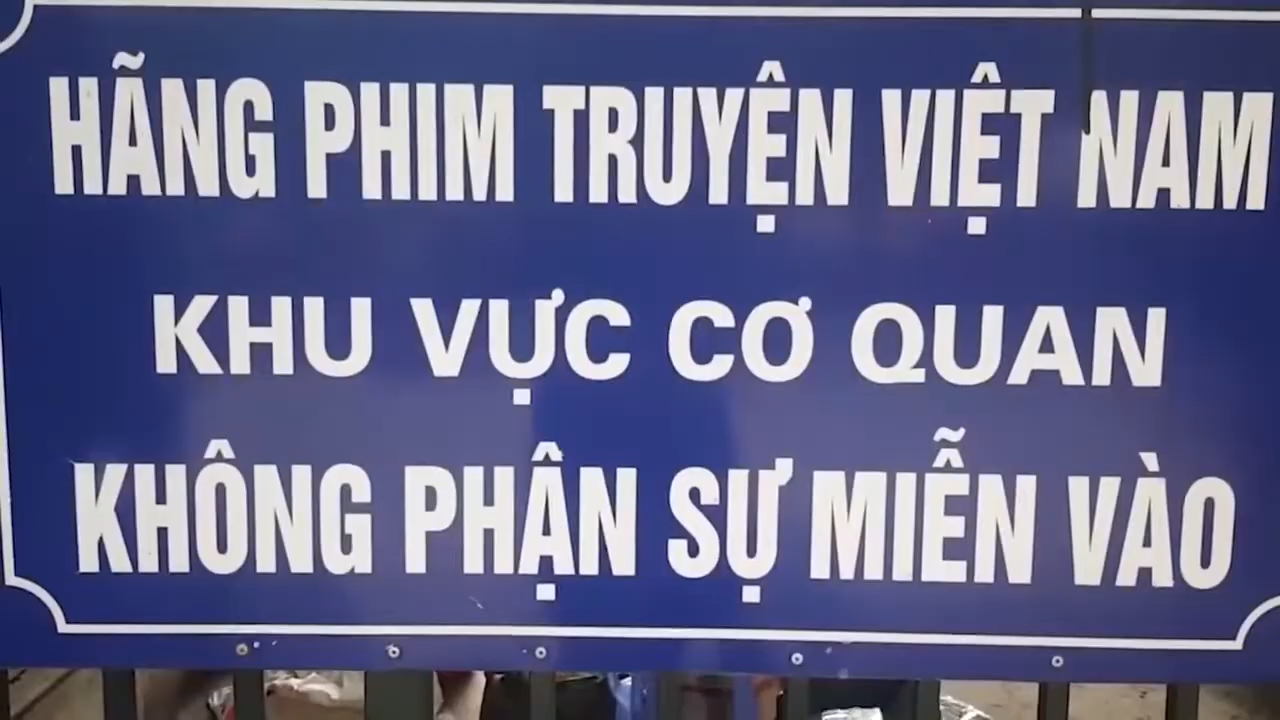 HÃNG PHIM TRUYỆN VIỆT NAM
KHU VỰC CƠ QUAN
KHÔNG PHẬN SỰ MIỄN VÀO